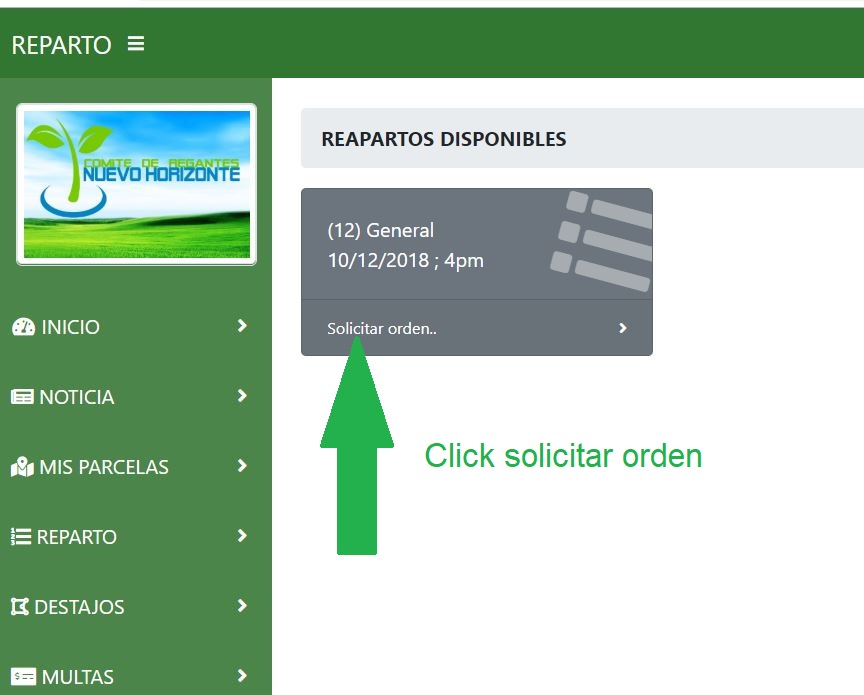 REPARTO
COMITE DE REGANTES
NUEVO HORIZONTE
INICIO
NOTICIA
MIS PARCELAS
REPARTO
DESTAJOS
MULTAS
REAPARTOS DISPONIBLES
(12) General
10/12/2018 ; 4pm
Solicitar orden..
Click solicitar orden